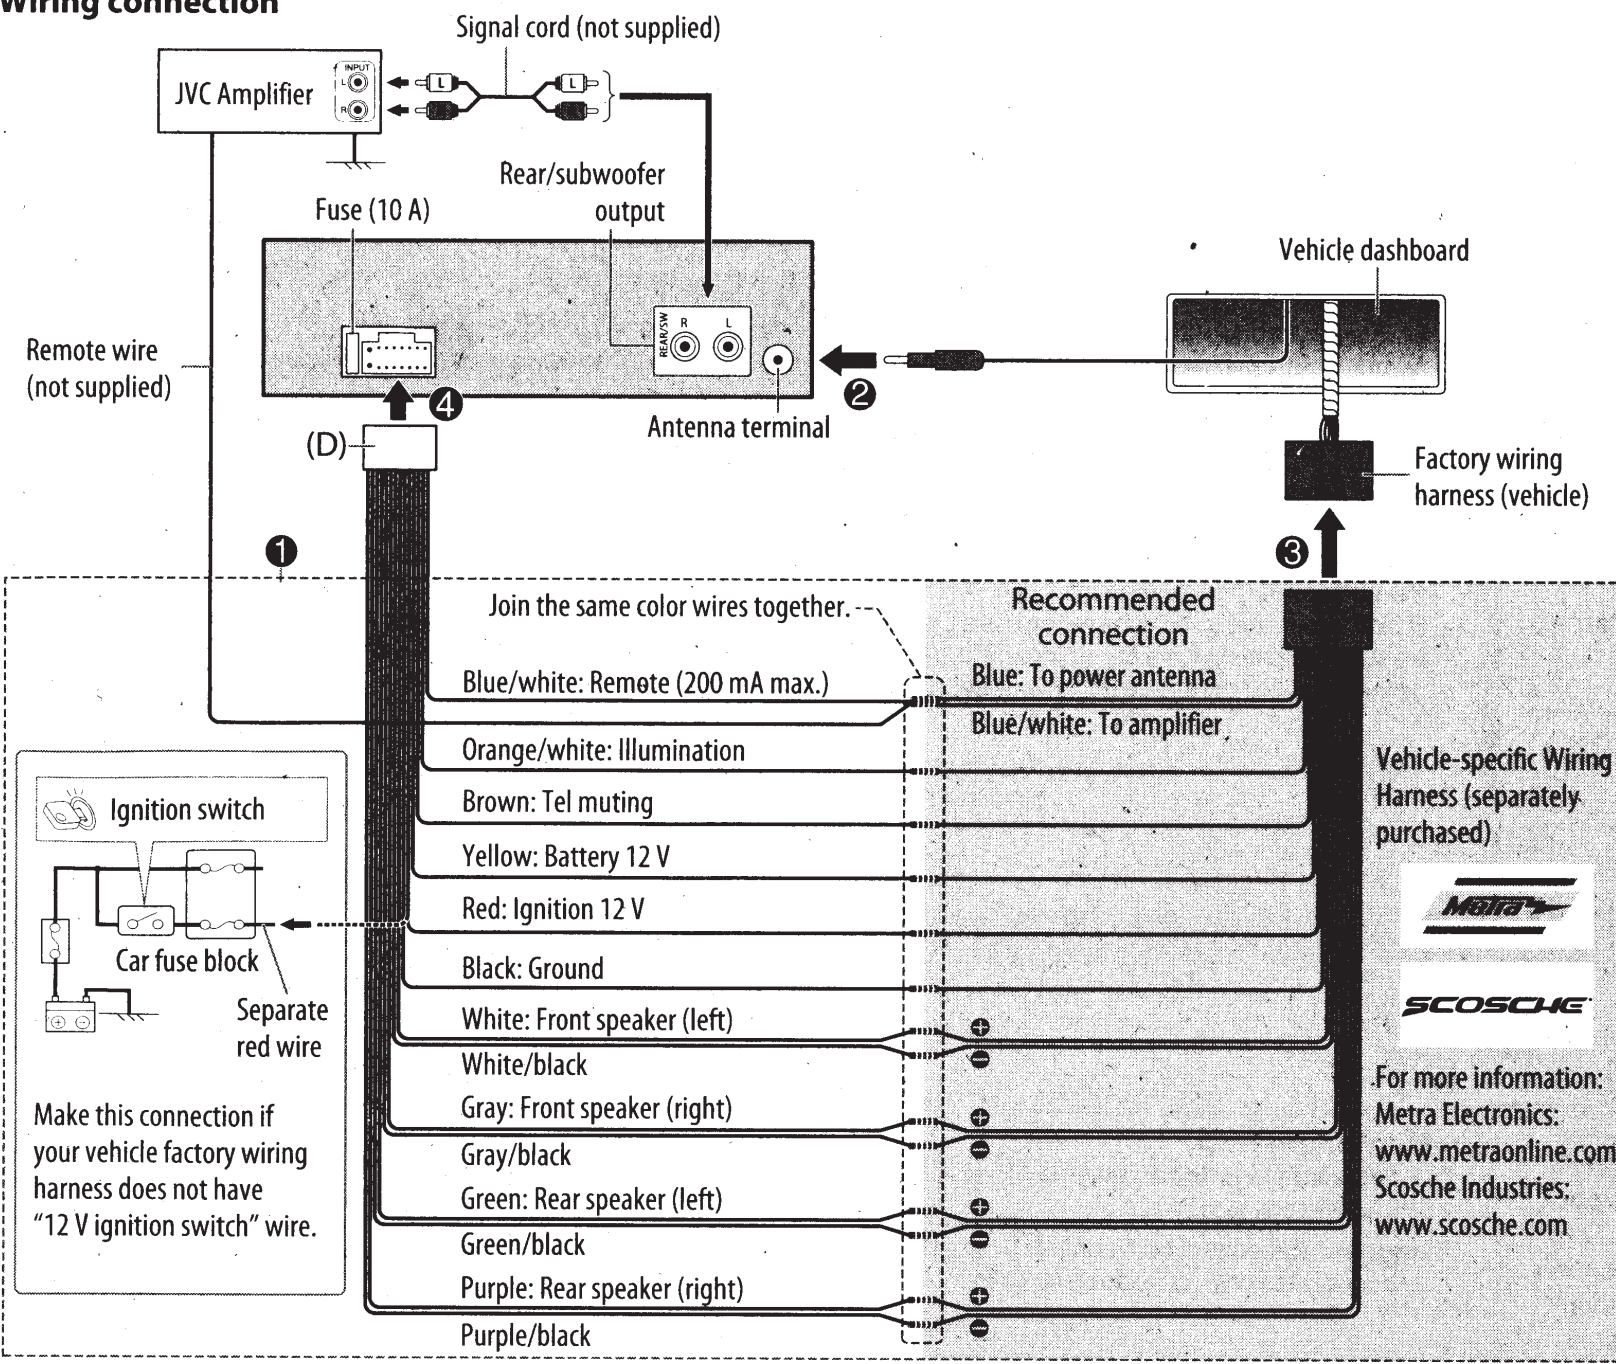 Wiring connection
Signal cord (not supplied)
JVC Amplifier
INPUT
L
R
L
L
Rear/subwoofer
output
Fuse (10 A)
Vehicle dashboard
REAR/SW
R
L
Remote wire
(not supplied)
2
4
Antenna terminal
(D)
Factory wiring
harness (vehicle)
1
3
Join the same color wires together.
Recommended
connection
Blue/white: Remote (200 mA max.)
Blue: To power antenna
Blue/white: To amplifier
Orange/white: Illumination
Vehicle-specific Wiring
Harness (separately
purchased)
Ignition switch
Brown: Tel muting
Yellow: Battery 12 V
Red: Ignition 12 V
Metra
Car fuse block
Black: Ground
Separate
red wire
SCOSCHE
White: Front speaker (left)
White/black
Gray: Front speaker (right)
Gray/black
Green: Rear speaker (left)
Green/black
Purple: Rear speaker (right)
Purple/black
Make this connection if
your vehicle factory wiring
harness does not have
“12 V ignition switch” wire.
For more information:
Metra Electronics:
www.metraonline.com
Scosche Industries:
www.scosche.com